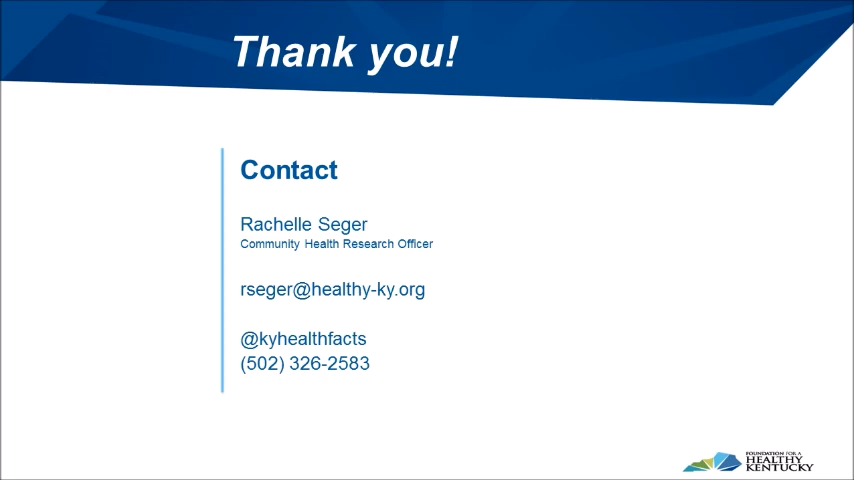 Thank you!
Contact
Rachelle Seger
Community Health Research Officer
rseger@healthy-ky.org
@kyhealthfacts
(502) 326-2583
FOUNDATION FOR A
HEALTHY
KENTUCKY